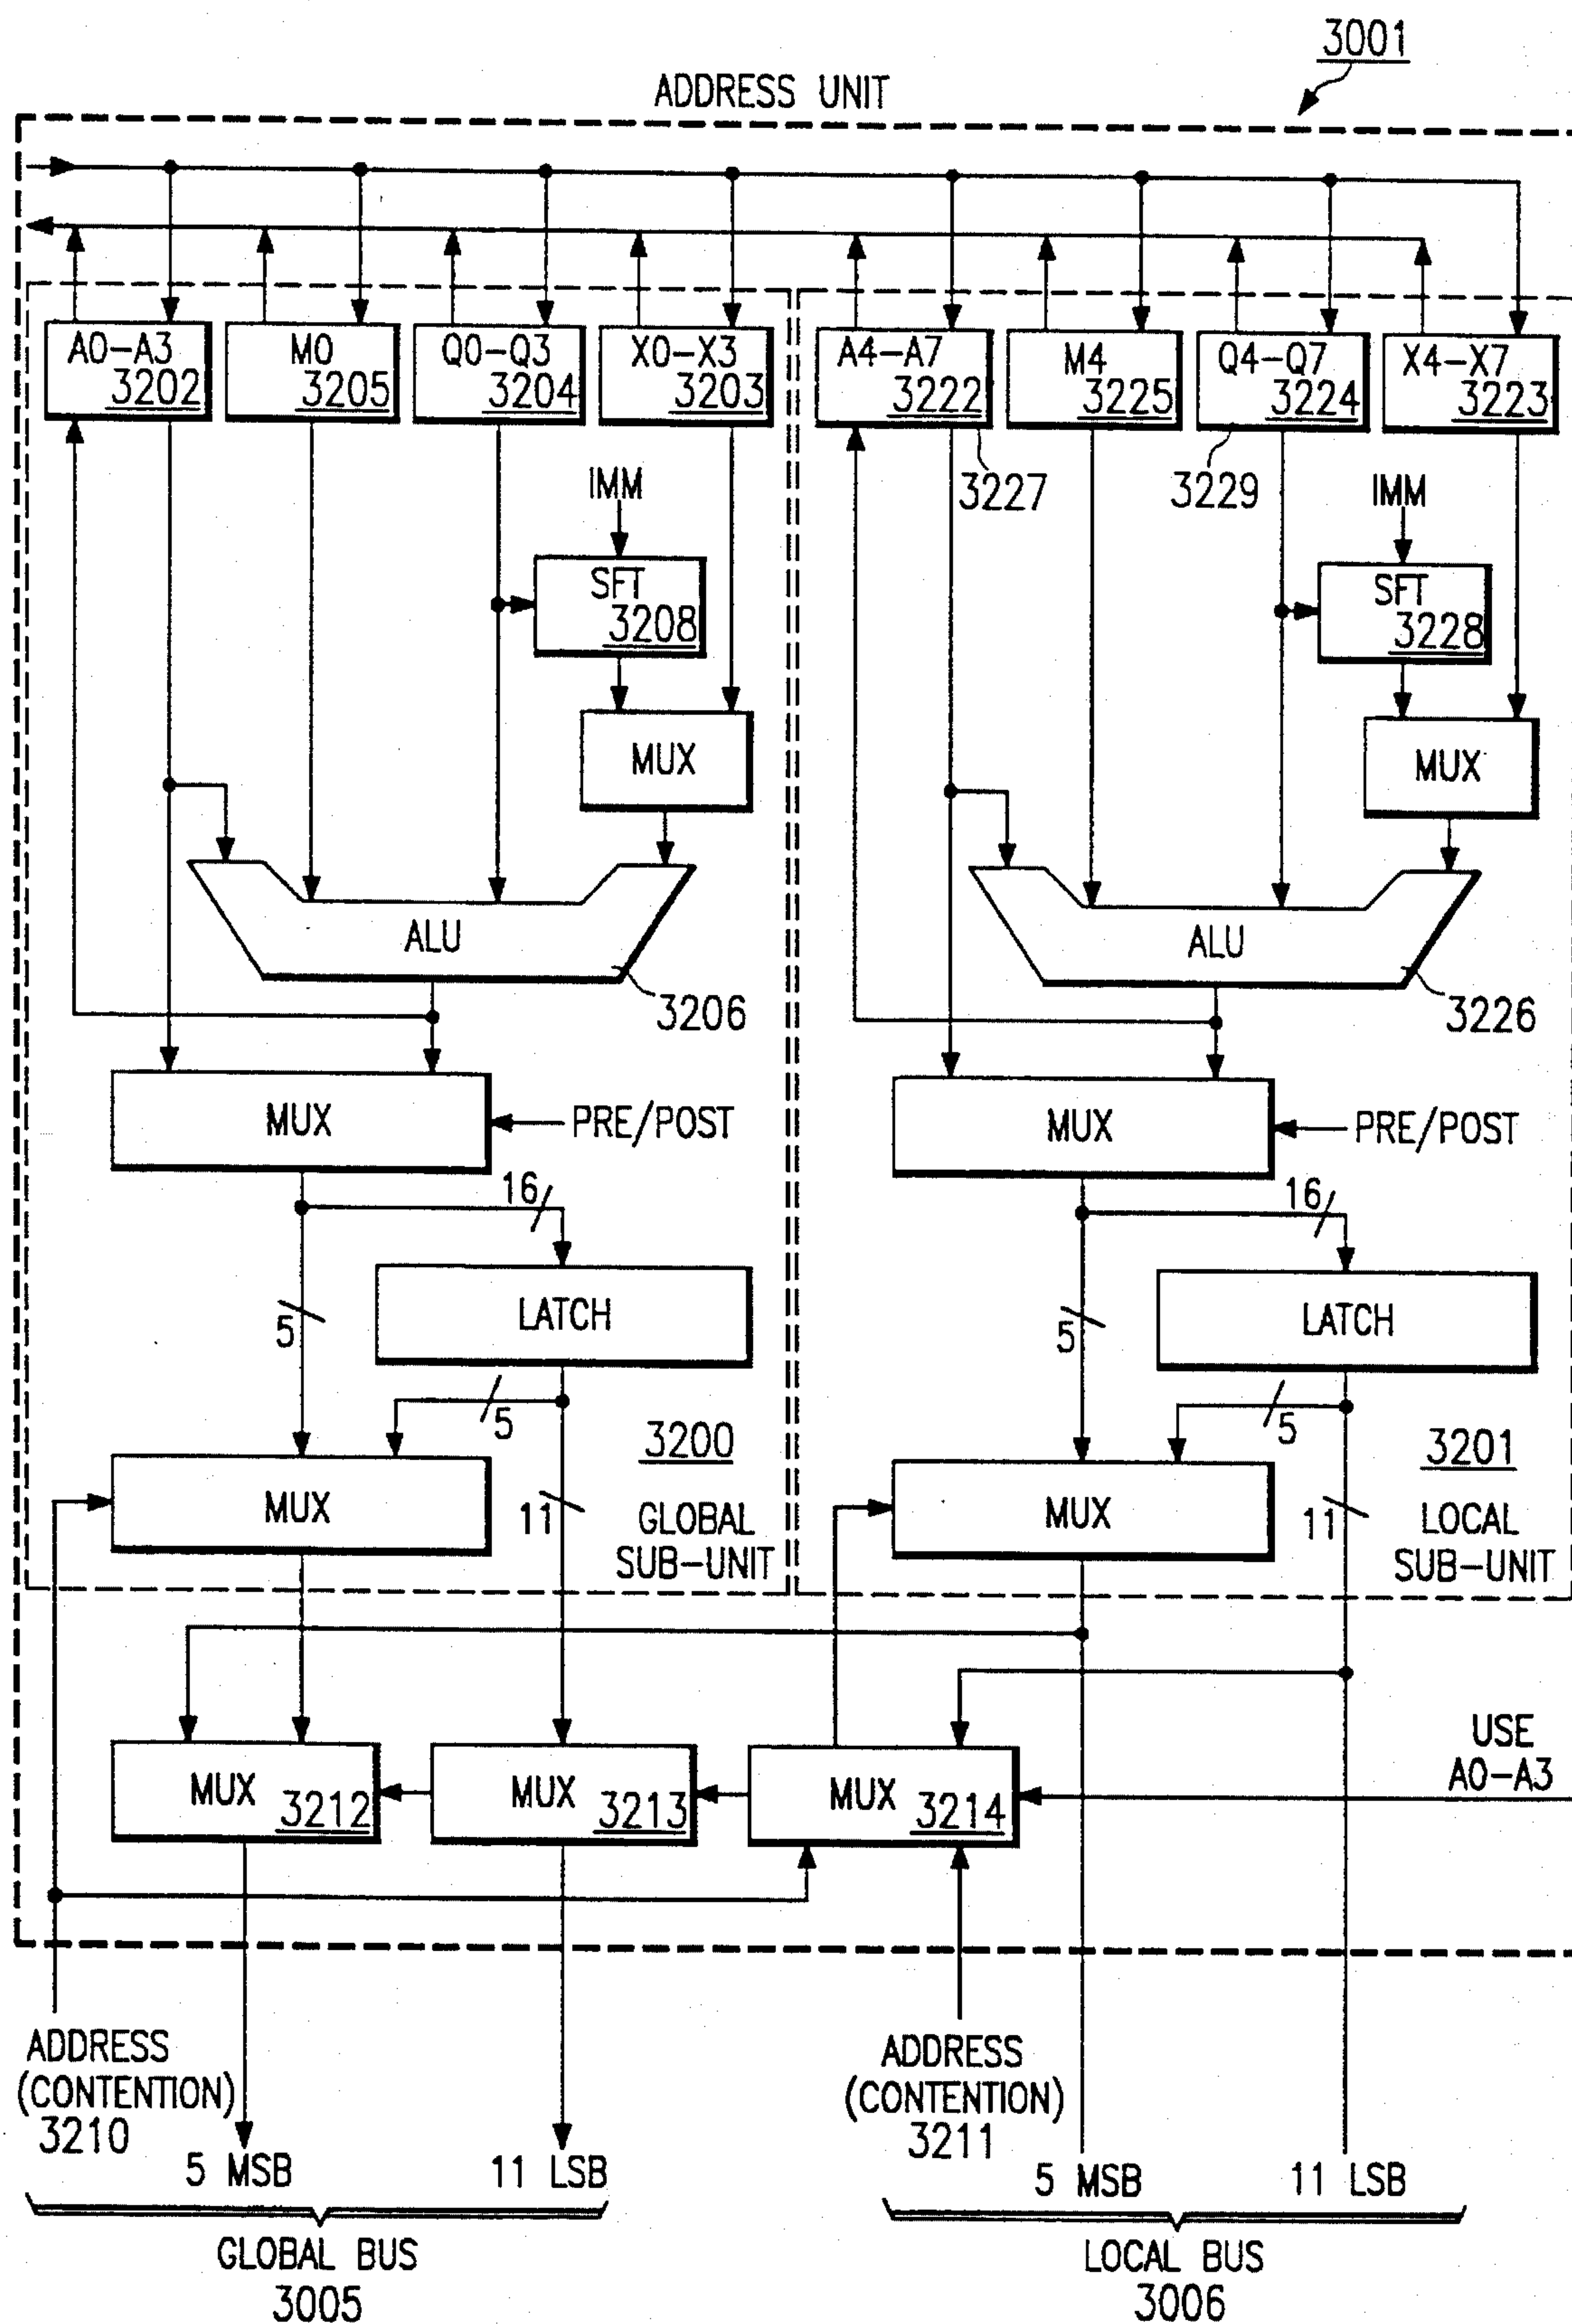 3001
ADDRESS UNIT
A0-A3
3202
M0
3205
Q0-Q3
3204
X0-X3
3203
A4-A7
3222
M4
3225
Q4-Q7
3224
X4-X7
3223
3227
3229
IMM
IMM
SFT
3208
SFT
3228
MUX
MUX
ALU
ALU
3206
3226
MUX
PRE/POST
MUX
PRE/POST
16
16
LATCH
LATCH
5
5
5
5
3200
3201
MUX
11
GLOBAL
SUB-UNIT
MUX
11
LOCAL
SUB-UNIT
USE
A0-A3
MUX
3212
MUX
3213
MUX
3214
ADDRESS
(CONTENTION)
3210
ADDRESS
(CONTENTION)
3211
5 MSB
11 LSB
5 MSB
11 LSB
GLOBAL BUS
3005
LOCAL BUS
3006